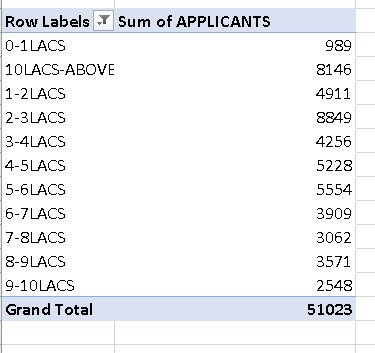 Row Labels Sum of APPLICANTS
0-1LACS 989
10LACS-ABOVE 8146
1-2LACS 4911
2-3LACS 8849
3-4LACS 4256
4-5LACS 5228
5-6LACS 5554
6-7LACS 3909
7-8LACS 3062
8-9LACS 3571
9-10LACS 2548
Grand Total 51023